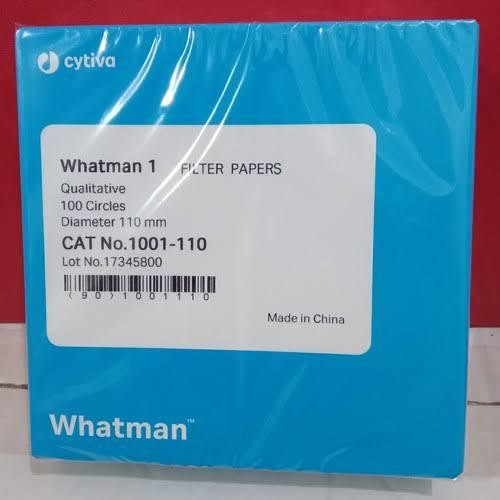 cytiva
Whatman 1 FILTER PAPERS
Qualitative
100 Circles
Diameter 110 mm
CAT No.1001-110
Lot No.17345800
(90)1001110
Made in China
Whatman™